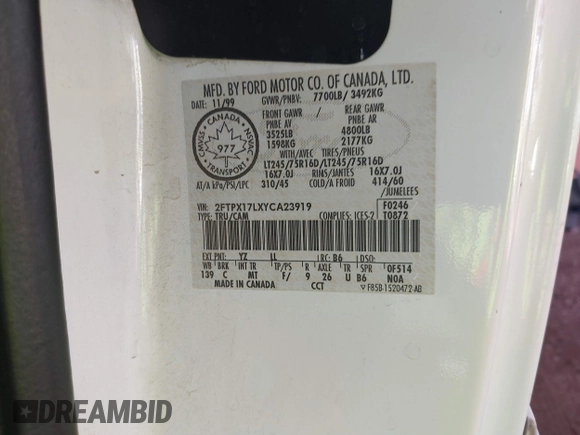 MFD. BY FORD MOTOR CO. OF CANADA, LTD.
DATE: 11/99 GVWR/PNBV: 7700LB/ 3492KG
FRONT GAWR / REAR GAWR
PNBE AV PNBE AR
3525LB 4800LB
1598KG 2177KG
WITH/AVEC TIRES/PNEUS
LT245/75R16D/LT245/75R16D
16X7.0J RIMS/JANTES 16X7.0J
AT/A kPa/PSI/LPC 310/45 COLD/A FROID 414/60
/JUMELEES
CMVSS CANADA NSVAC
977
TRANSPORT
VIN: 2FTPX17LXYCA23919 F0246
TYPE: TRU/CAM COMPLIES: ICES-2 T0872
EXT PNT: YZ LL RC: B6 DSO:
WB BRK INT TR TP/PS R AXLE TR SPR 0F514
139 C MT F/ 9 26 U B6 N0A
MADE IN CANADA CCT F85B-1520472-AB
DREAMBID